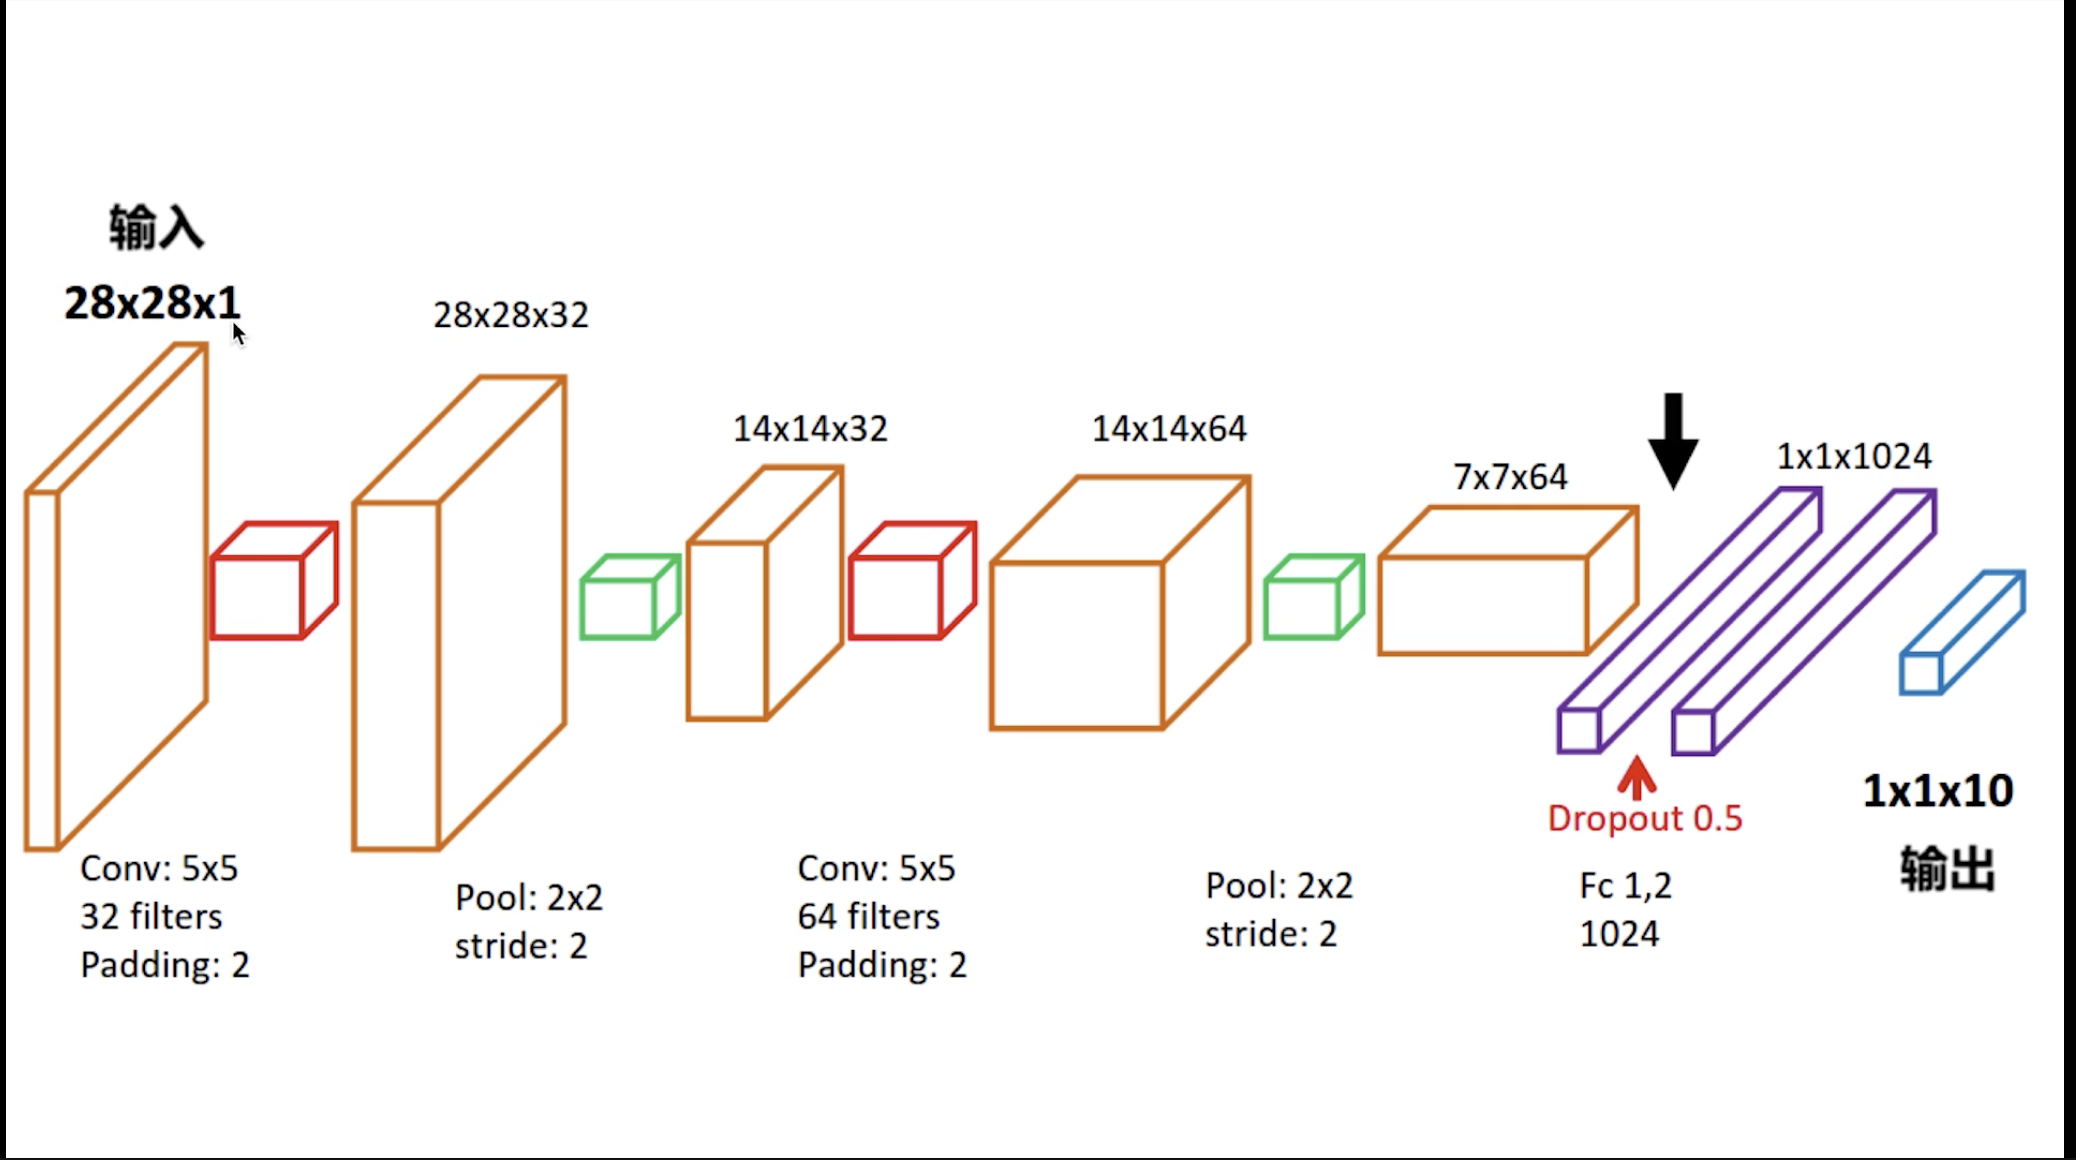 输入
28x28x1
28x28x32
14x14x32
14x14x64
7x7x64
1x1x1024
Conv: 5x5
32 filters
Padding: 2
Pool: 2x2
stride: 2
Conv: 5x5
64 filters
Padding: 2
Pool: 2x2
stride: 2
Dropout 0.5
Fc 1,2
1024
1x1x10
输出